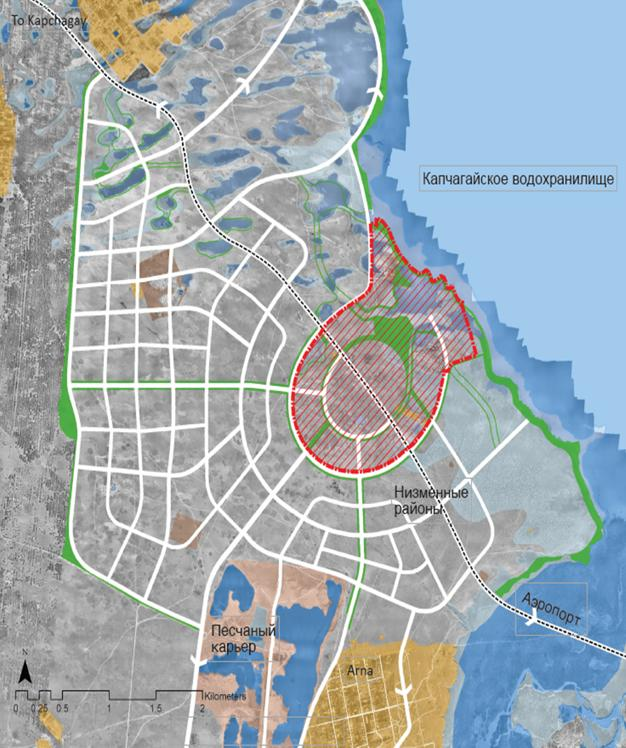 To Kapchagay
Капчагайское водохранилище
Низменные
районы
Аэропорт
Песчаный
карьер
Arna
N
Kilometers
0 0.25 0.5 1 1.5 2